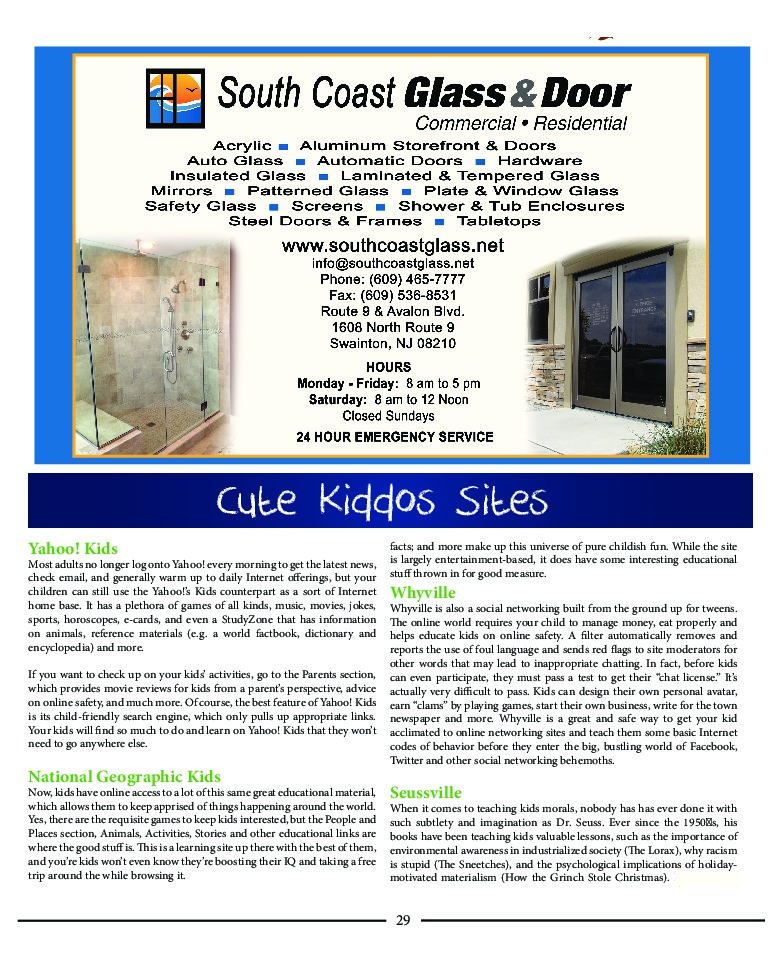 South Coast Glass & Door
Commercial • Residential
Acrylic ■ Aluminum Storefront & Doors
Auto Glass ■ Automatic Doors ■ Hardware
Insulated Glass ■ Laminated & Tempered Glass
Mirrors ■ Patterned Glass ■ Plate & Window Glass
Safety Glass ■ Screens ■ Shower & Tub Enclosures
Steel Doors & Frames ■ Tabletops
www.southcoastglass.net
info@southcoastglass.net
Phone: (609) 465-7777
Fax: (609) 536-8531
Route 9 & Avalon Blvd.
1608 North Route 9
Swainton, NJ 08210
HOURS
Monday - Friday: 8 am to 5 pm
Saturday: 8 am to 12 Noon
Closed Sundays
24 HOUR EMERGENCY SERVICE
Cute Kiddos Sites
Yahoo! Kids
Most adults no longer log onto Yahoo! every morning to get the latest news,
check email, and generally warm up to daily Internet offerings, but your
children can still use the Yahoo!'s Kids counterpart as a sort of Internet
home base. It has a plethora of games of all kinds, music, movies, jokes,
sports, horoscopes, e-cards, and even a StudyZone that has information
on animals, reference materials (e.g. a world factbook, dictionary and
encyclopedia) and more.
If you want to check up on your kids' activities, go to the Parents section,
which provides movie reviews for kids from a parent's perspective, advice
on online safety, and much more. Of course, the best feature of Yahoo! Kids
is its child-friendly search engine, which only pulls up appropriate links.
Your kids will find so much to do and learn on Yahoo! Kids that they won't
need to go anywhere else.
National Geographic Kids
Now, kids have online access to a lot of this same great educational material,
which allows them to keep apprised of things happening around the world.
Yes, there are the requisite games to keep kids interested, but the People and
Places section, Animals, Activities, Stories and other educational links are
where the good stuff is. This is a learning site up there with the best of them,
and you're kids won't even know they're boosting their IQ and taking a free
trip around the while browsing it.
facts; and more make up this universe of pure childish fun. While the site
is largely entertainment-based, it does have some interesting educational
stuff thrown in for good measure.
Whyville
Whyville is also a social networking built from the ground up for tweens.
The online world requires your child to manage money, eat properly and
helps educate kids on online safety. A filter automatically removes and
reports the use of foul language and sends red flags to site moderators for
other words that may lead to inappropriate chatting. In fact, before kids
can even participate, they must pass a test to get their "chat license." It's
actually very difficult to pass. Kids can design their own personal avatar,
earn "clams" by playing games, start their own business, write for the town
newspaper and more. Whyville is a great and safe way to get your kid
acclimated to online networking sites and teach them some basic Internet
codes of behavior before they enter the big, bustling world of Facebook,
Twitter and other social networking behemoths.
Seussville
When it comes to teaching kids morals, nobody has has ever done it with
such subtlety and imagination as Dr. Seuss. Ever since the 1950s, his
books have been teaching kids valuable lessons, such as the importance of
environmental awareness in industrialized society (The Lorax), why racism
is stupid (The Sneetches), and the psychological implications of holiday-
motivated materialism (How the Grinch Stole Christmas).
29